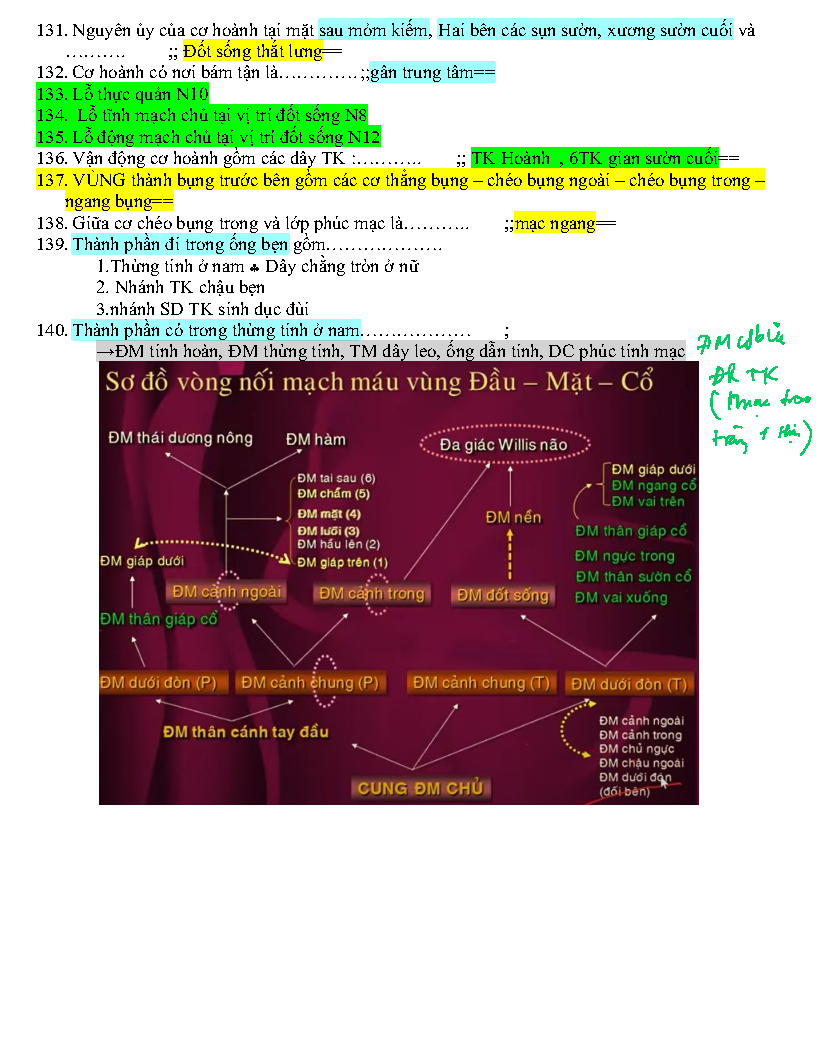 131. Nguyên ủy của cơ hoành tại mặt sau mỏm kiếm, Hai bên các sụn sườn, xương sườn cuối và
………. ;; Đốt sống thắt lưng==
132. Cơ hoành có nơi bám tận là…………;;gân trung tâm==
133. Lỗ thực quản N10
134. Lỗ tĩnh mạch chủ tại vị trí đốt sống N8
135. Lỗ động mạch chủ tại vị trí đốt sống N12
136. Vận động cơ hoành gồm các dây TK :……….. ;; TK Hoành , 6TK gian sườn cuối==
137. VÙNG thành bụng trước bên gồm các cơ thẳng bụng – chéo bụng ngoài – chéo bụng trong –
ngang bụng==
138. Giữa cơ chéo bụng trong và lớp phúc mạc là……….. ;;mạc ngang==
139. Thành phần đi trong ống bẹn gồm……………….
1.Thừng tinh ở nam ♣ Dây chằng tròn ở nữ
2. Nhánh TK chậu bẹn
3.nhánh SD TK sinh dục đùi
140. Thành phần có trong thừng tinh ở nam……………… ;
→ĐM tinh hoàn, ĐM thừng tinh, TM dây leo, ống dẫn tinh, DC phúc tinh mạc
ĐM cơ bìu
ĐR TK
Sơ đồ vòng nối mạch máu vùng Đầu – Mặt – Cổ
ĐM thái dương nông
ĐM hàm
Đa giác Willis não
ĐM tai sau (6)
ĐM chẩm (5)
ĐM mặt (4)
ĐM lưỡi (3)
ĐM hầu lên (2)
ĐM giáp trên (1)
ĐM giáp dưới
ĐM ngang cổ
ĐM vai trên
ĐM nền
ĐM thân giáp cổ
ĐM ngực trong
ĐM thân sườn cổ
ĐM vai xuống
ĐM giáp dưới
ĐM cảnh ngoài
ĐM cảnh trong
ĐM đốt sống
ĐM thân giáp cổ
ĐM dưới đòn (P)
ĐM cảnh chung (P)
ĐM cảnh chung (T)
ĐM dưới đòn (T)
ĐM thân cánh tay đầu
ĐM cảnh ngoài
ĐM cảnh trong
ĐM chủ ngực
ĐM chậu ngoài
ĐM dưới đòn
(đối bên)
CUNG ĐM CHỦ